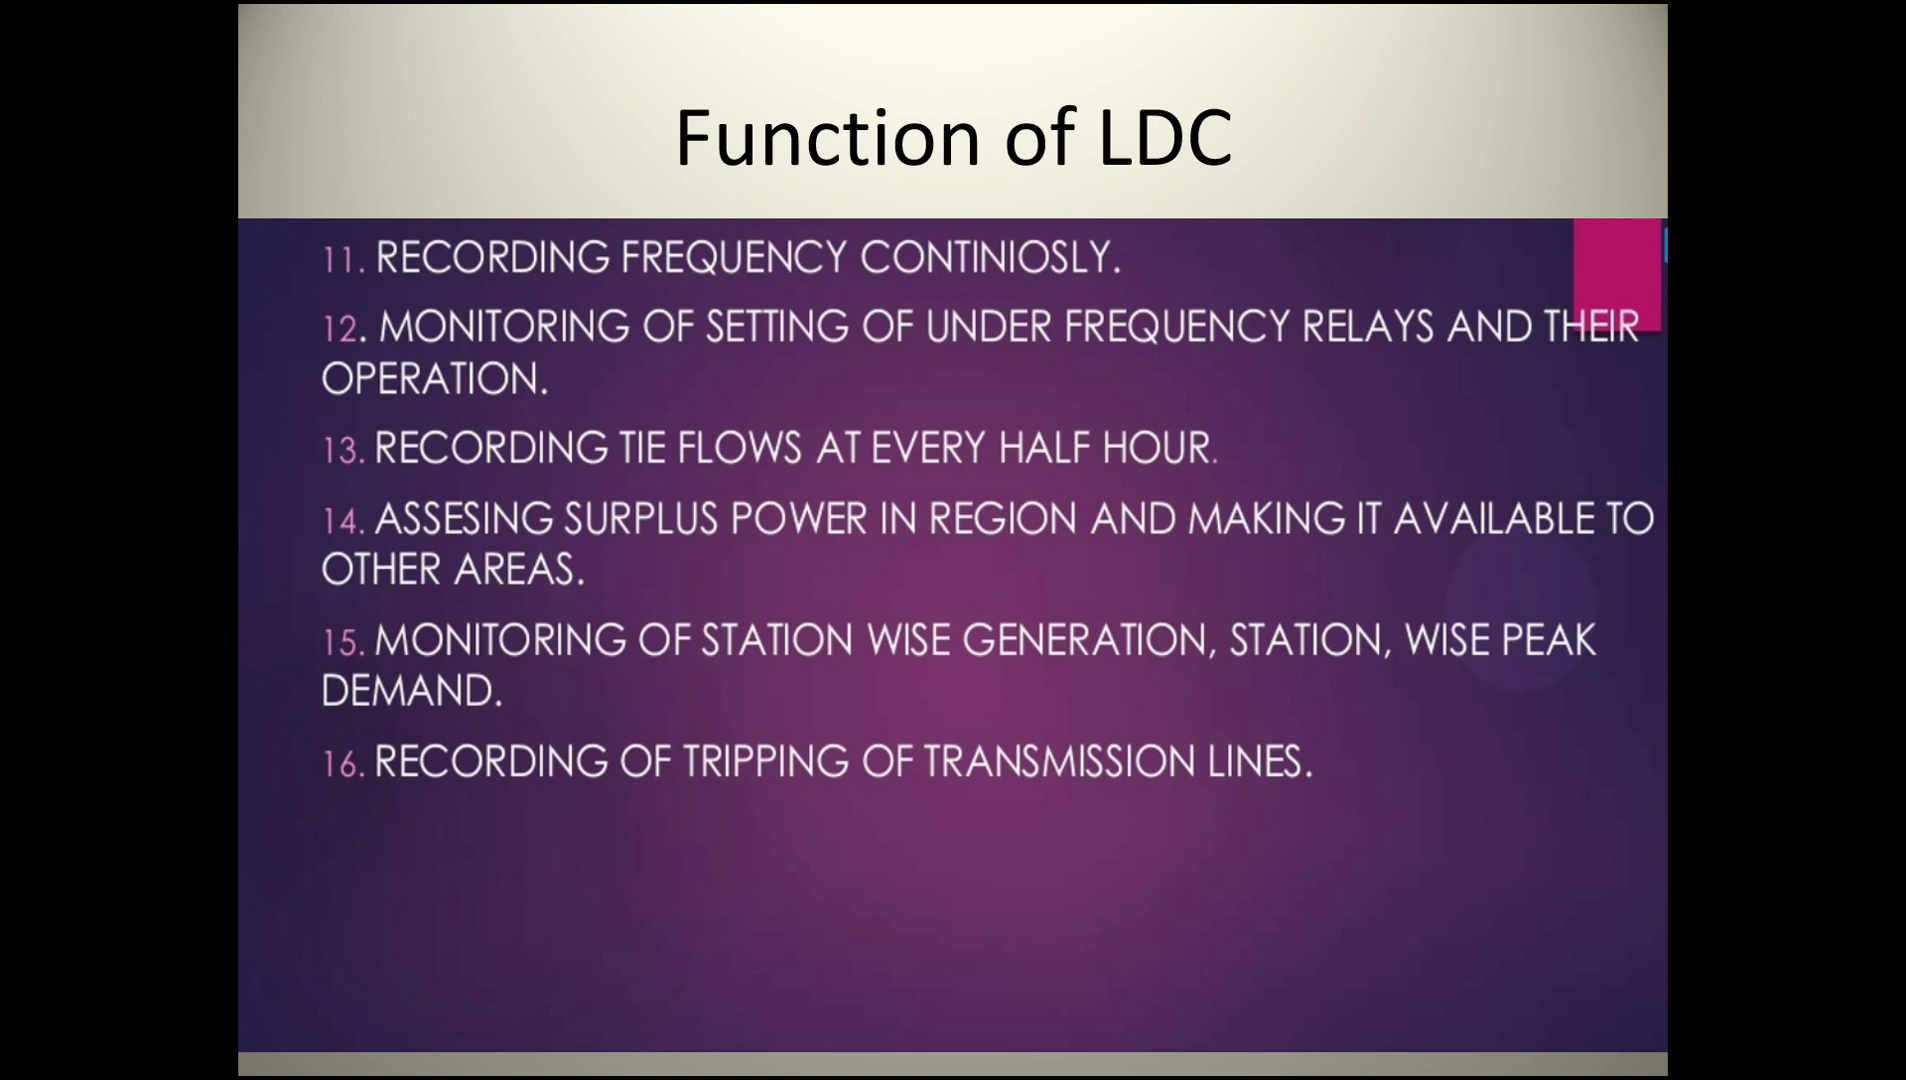 Function of LDC
11. RECORDING FREQUENCY CONTINIOSLY.
12. MONITORING OF SETTING OF UNDER FREQUENCY RELAYS AND THEIR
OPERATION.
13. RECORDING TIE FLOWS AT EVERY HALF HOUR.
14. ASSESING SURPLUS POWER IN REGION AND MAKING IT AVAILABLE TO
OTHER AREAS.
15. MONITORING OF STATION WISE GENERATION, STATION, WISE PEAK
DEMAND.
16. RECORDING OF TRIPPING OF TRANSMISSION LINES.